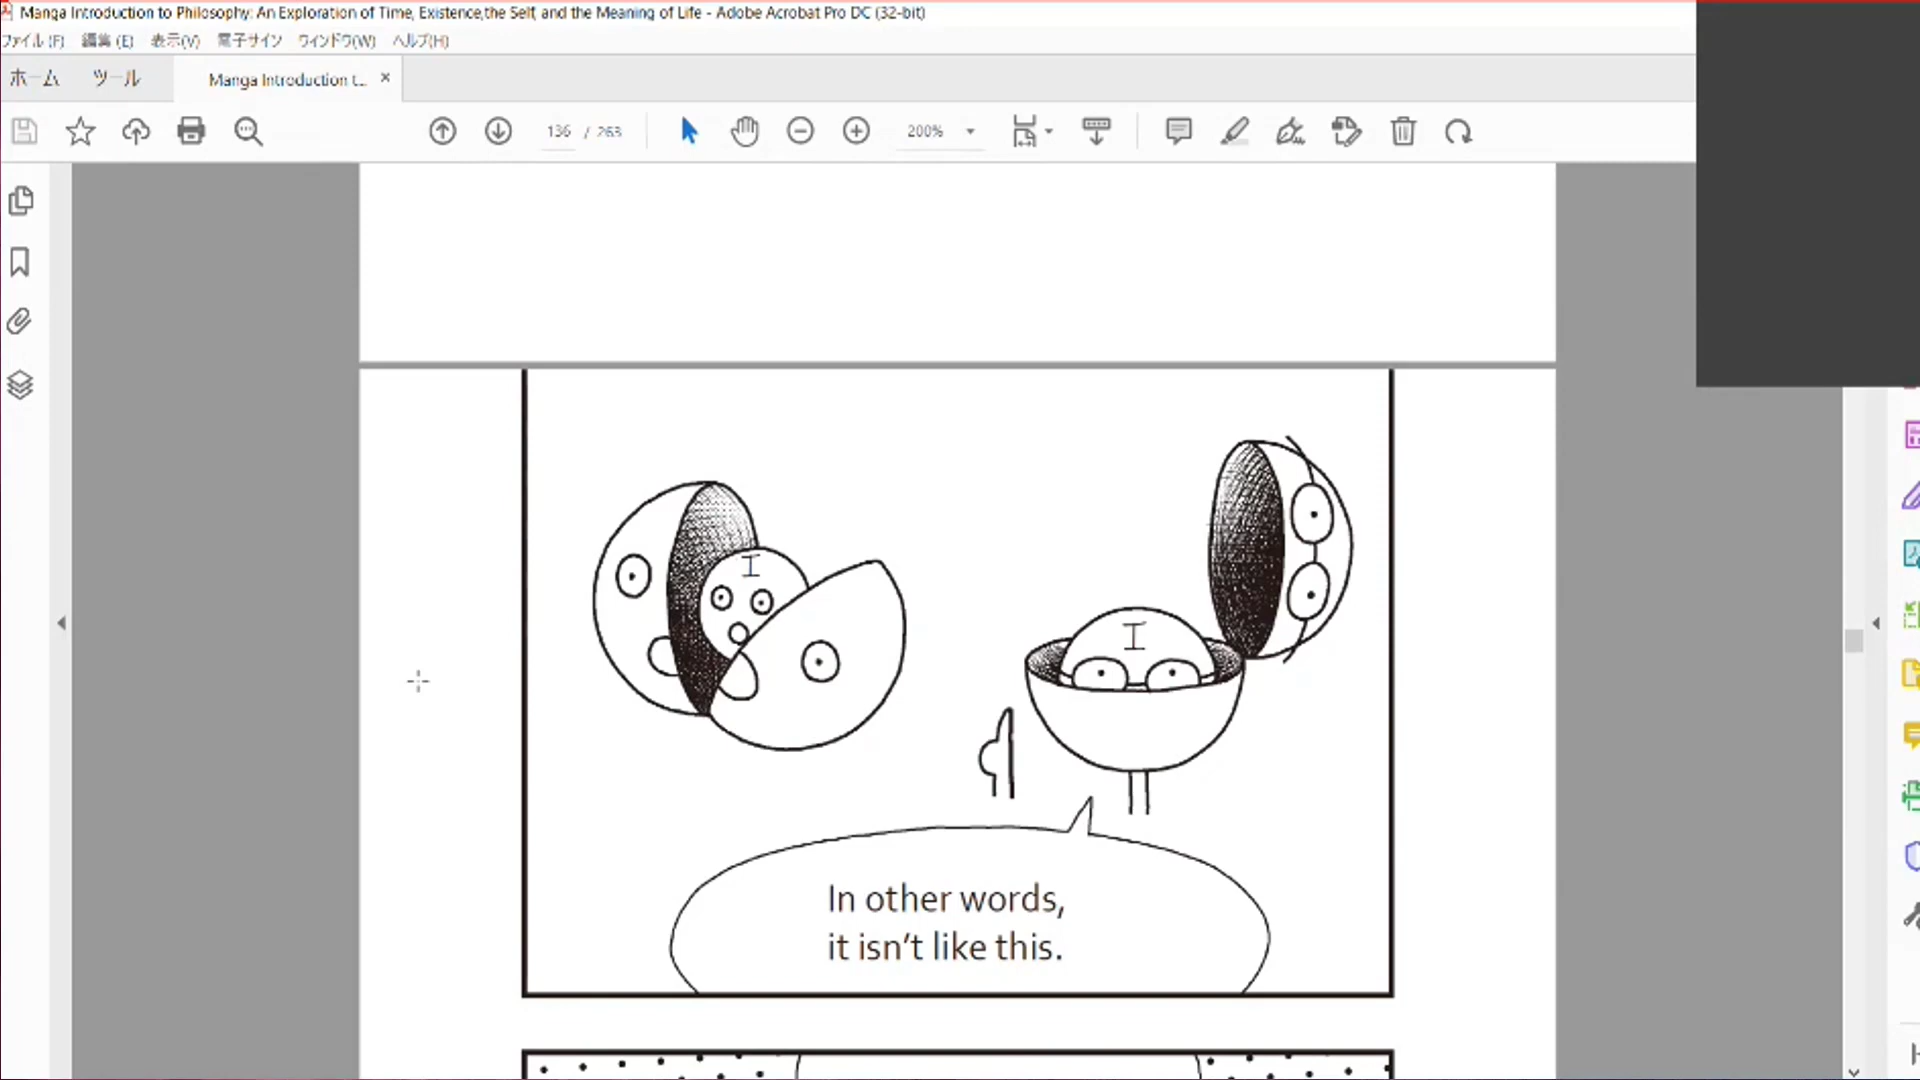 Manga Introduction to Philosophy: An Exploration of Time, Existence,the Self, and the Meaning of Life - Adobe Acrobat Pro DC (32-bit)
ファイル(F) 編集(E) 表示(V) 電子サイン ウィンドウ(W) ヘルプ(H)
ホーム ツール Manga Introduction t...
136 / 263 200%
I
I
In other words,
it isn't like this.